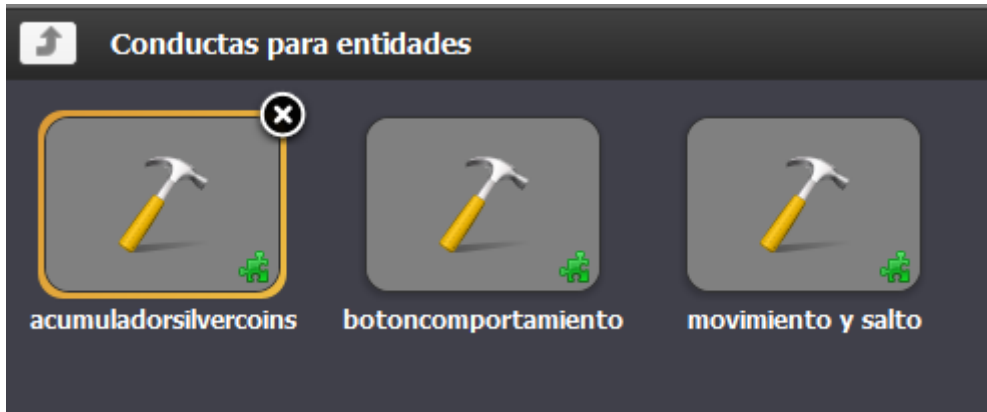 Conductas para entidades
acumuladorsilvercoins
botoncomportamiento
movimiento y salto